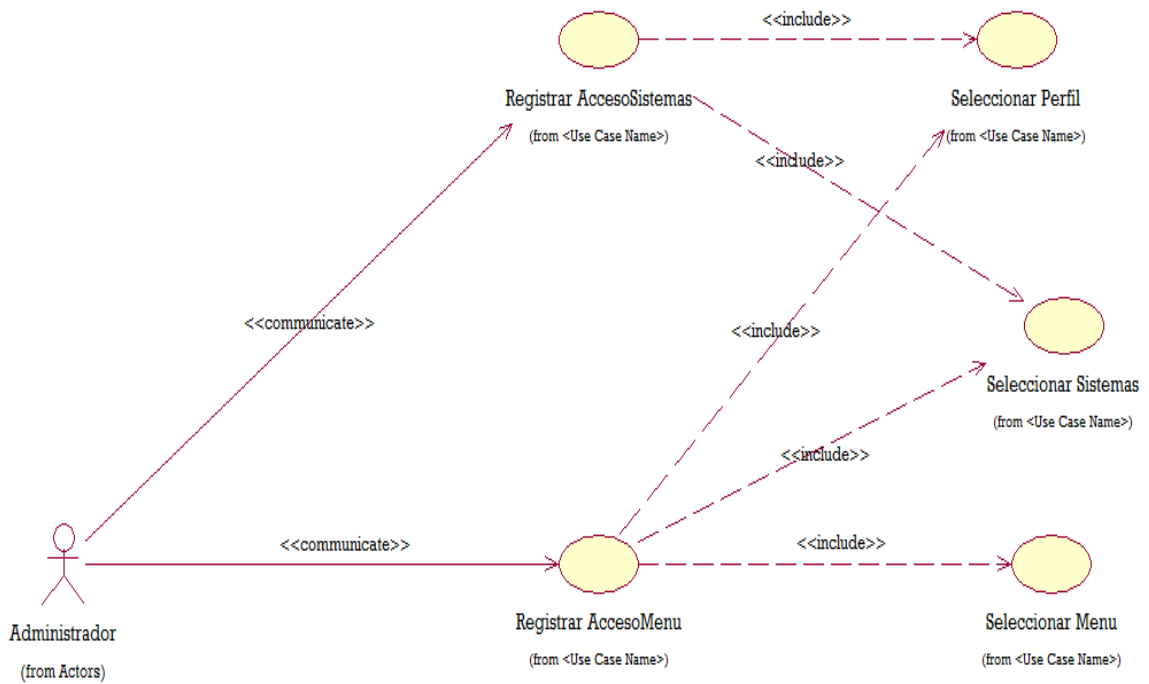 <<include>>
Registrar AccesoSistemas
(from <Use Case Name>)
Seleccionar Perfil
(from <Use Case Name>)
<<include>>
<<communicate>>
<<include>>
Seleccionar Sistemas
(from <Use Case Name>)
<<include>>
<<communicate>>
<<include>>
Administrador
(from Actors)
Registrar AccesoMenu
(from <Use Case Name>)
Seleccionar Menu
(from <Use Case Name>)